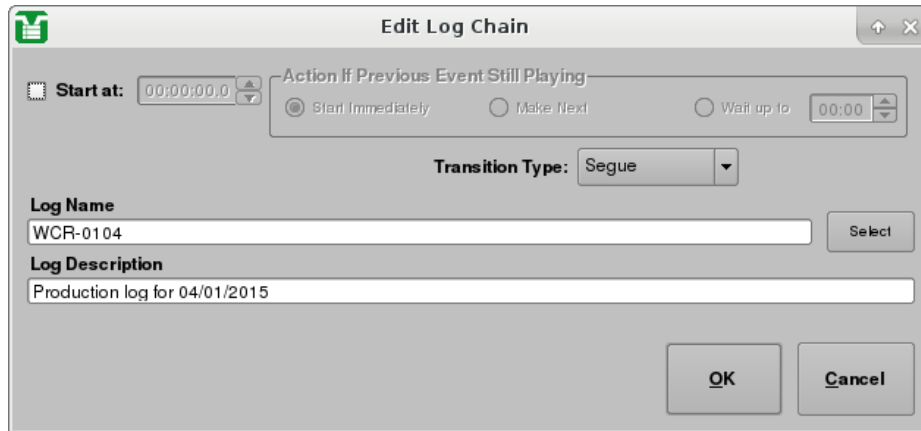 Edit Log Chain
Start at: 00:00:00.0
Action If Previous Event Still Playing
Start Immediately Make Next Wait up to 00:00
Transition Type: Segue
Log Name
WCR-0104 Select
Log Description
Production log for 04/01/2015
OK Cancel